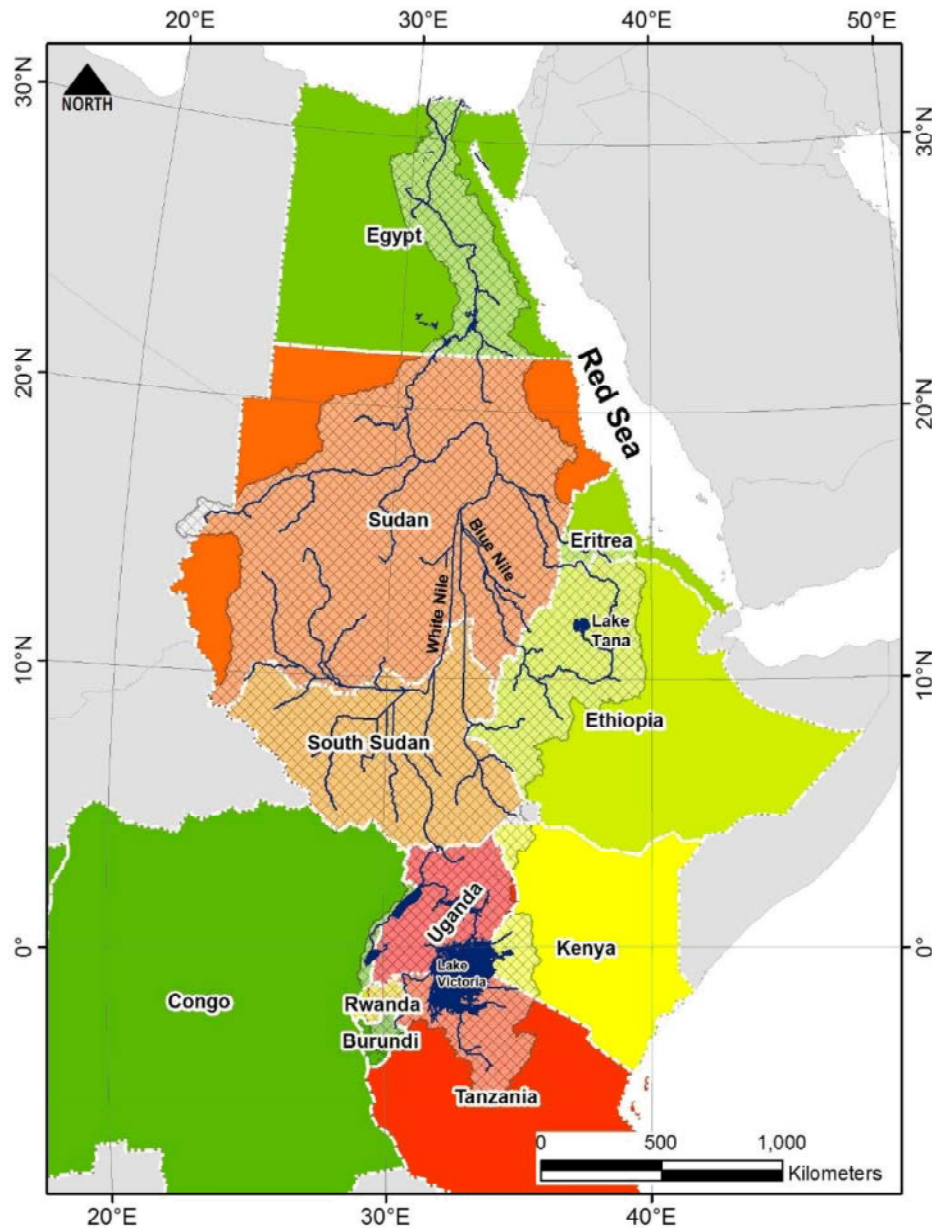 20°E 30°E 40°E 50°E
30°N
NORTH
30°N
Egypt
Red Sea
20°N
20°N
Sudan
Blue Nile
Eritrea
White Nile
Lake
Tana
10°N
10°N
Ethiopia
South Sudan
Uganda
0°
Kenya
0°
Lake
Victoria
Congo
Rwanda
Burundi
Tanzania
0 500 1,000
Kilometers
20°E 30°E 40°E